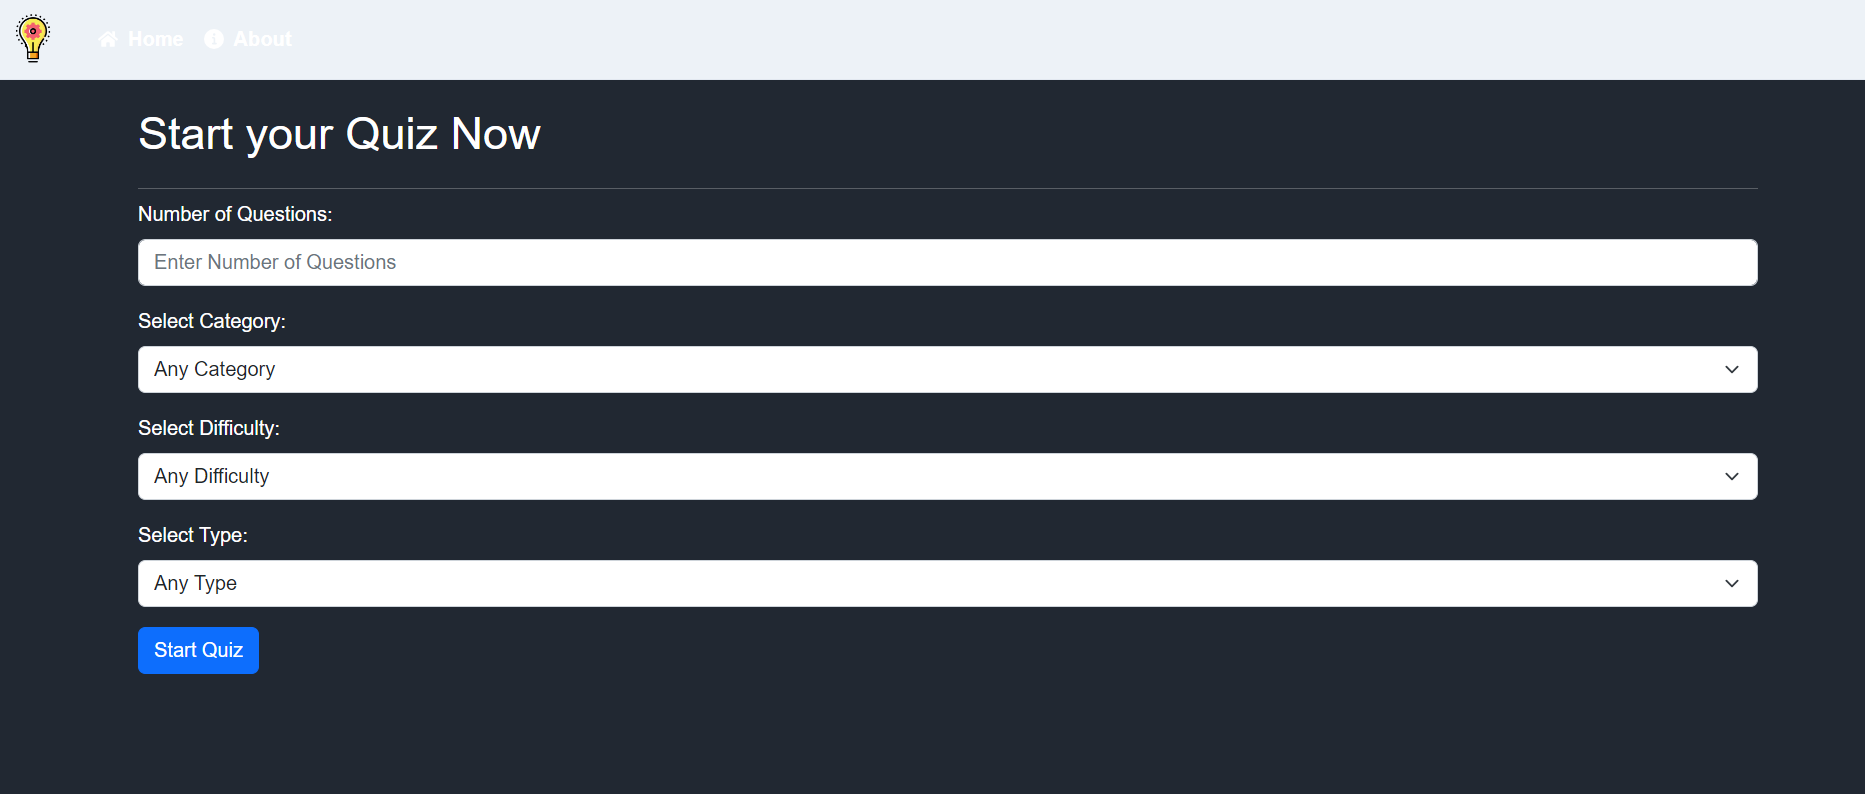 Home About
Start your Quiz Now
Number of Questions:
Enter Number of Questions
Select Category:
Any Category
Select Difficulty:
Any Difficulty
Select Type:
Any Type
Start Quiz